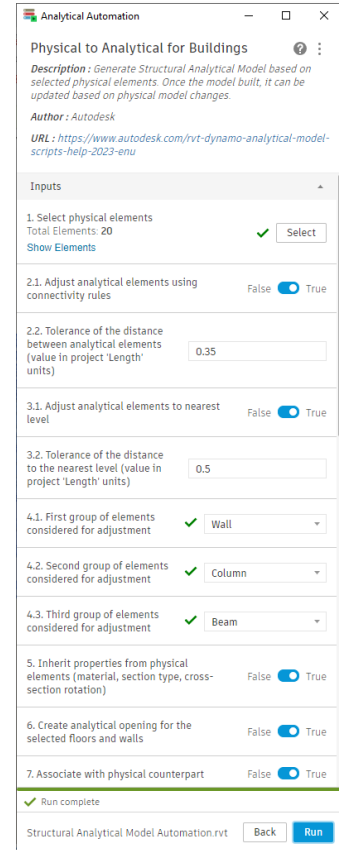 Analytical Automation
Physical to Analytical for Buildings
Description : Generate Structural Analytical Model based on
selected physical elements. Once the model built, it can be
updated based on physical model changes.
Author : Autodesk
URL : https://www.autodesk.com/rvt-dynamo-analytical-model-
scripts-help-2023-enu
Inputs
1. Select physical elements
Total Elements: 20
Select
Show Elements
2.1. Adjust analytical elements using
connectivity rules
False True
2.2. Tolerance of the distance
between analytical elements
(value in project 'Length'
units)
0.35
3.1. Adjust analytical elements to nearest
level
False True
3.2. Tolerance of the distance
to the nearest level (value in
project 'Length' units)
0.5
4.1. First group of elements
considered for adjustment
Wall
4.2. Second group of elements
considered for adjustment
Column
4.3. Third group of elements
considered for adjustment
Beam
5. Inherit properties from physical
elements (material, section type, cross-
section rotation)
False True
6. Create analytical opening for the
selected floors and walls
False True
7. Associate with physical counterpart
False True
Run complete
Structural Analytical Model Automation.rvt
Back
Run